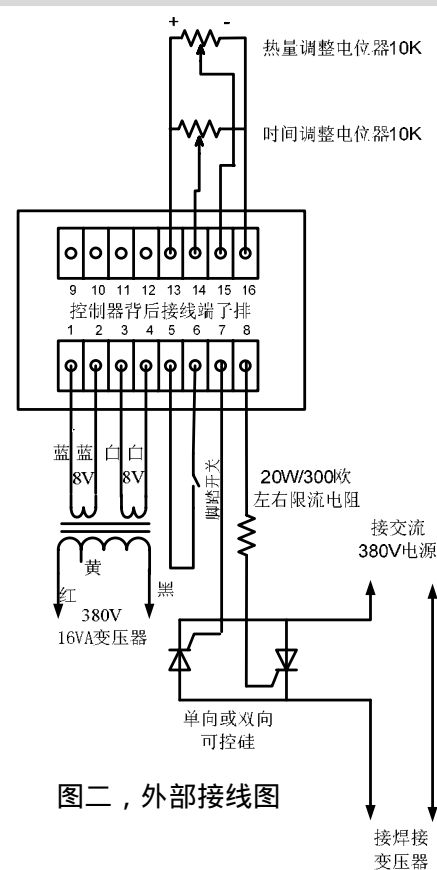 + -
热量调整电位器10K
时间调整电位器10K
9 10 11 12 13 14 15 16
控制器背后接线端子排
1 2 3 4 5 6 7 8
蓝 蓝 白 白
8V 8V
脚踏开关
20W/300欧
左右限流电阻
接交流
380V电源
黄
红
黑
380V
16VA变压器
单向或双向
可控硅
图二，外部接线图
接焊接
变压器